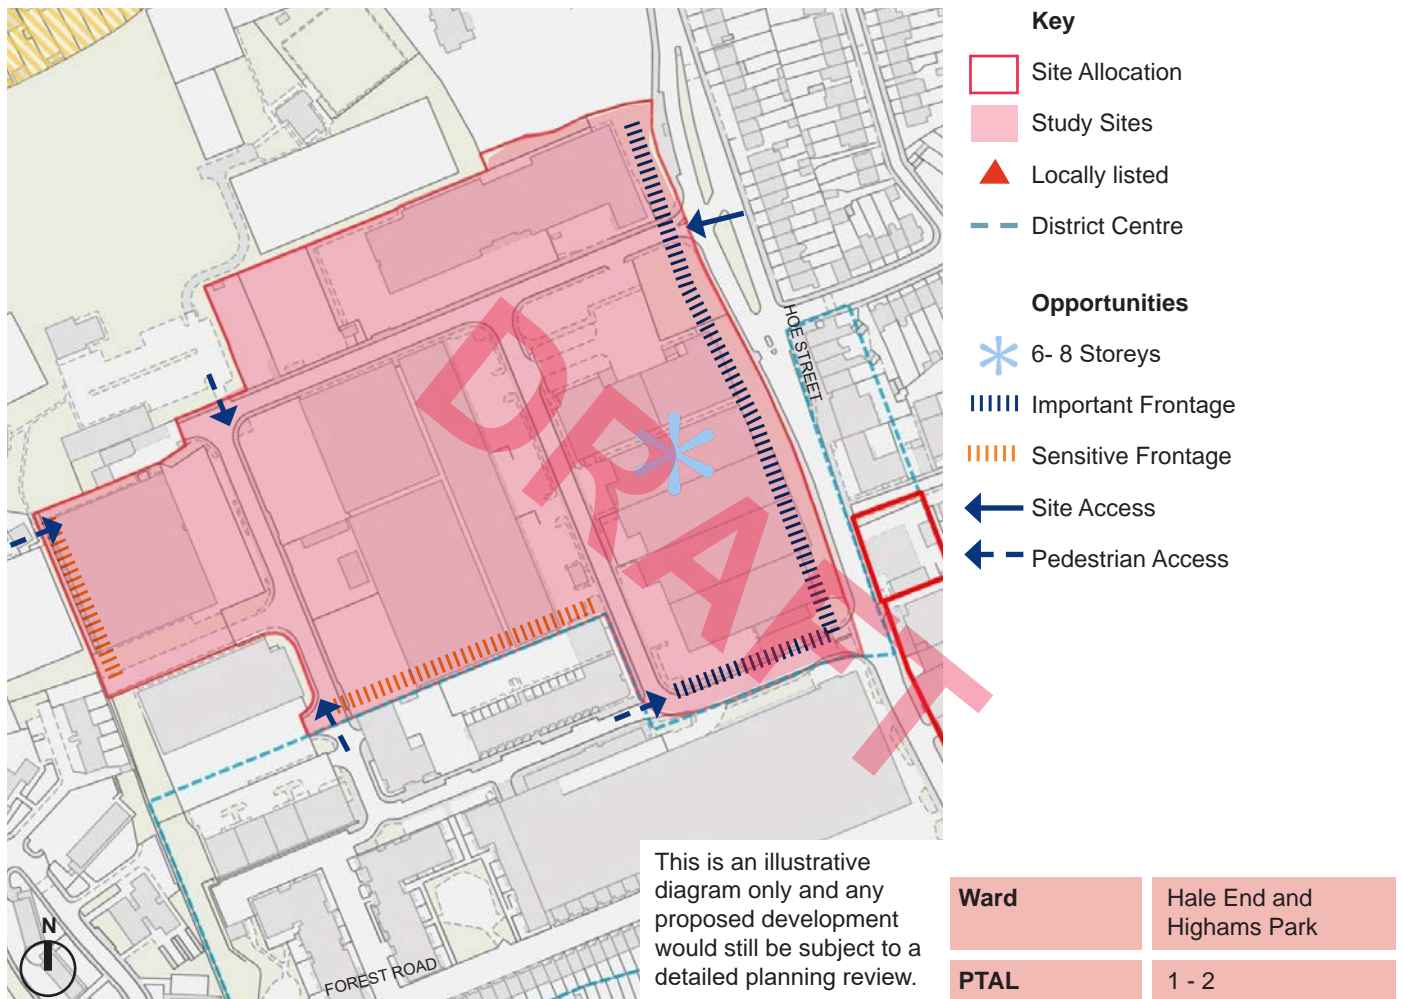 Key
Site Allocation
Study Sites
Locally listed
District Centre
Opportunities
6- 8 Storeys
Important Frontage
Sensitive Frontage
Site Access
Pedestrian Access
HOE STREET
DRAFT
FOREST ROAD
N
This is an illustrative
diagram only and any
proposed development
would still be subject to a
detailed planning review.
Ward
Hale End and
Highams Park
PTAL
1 - 2